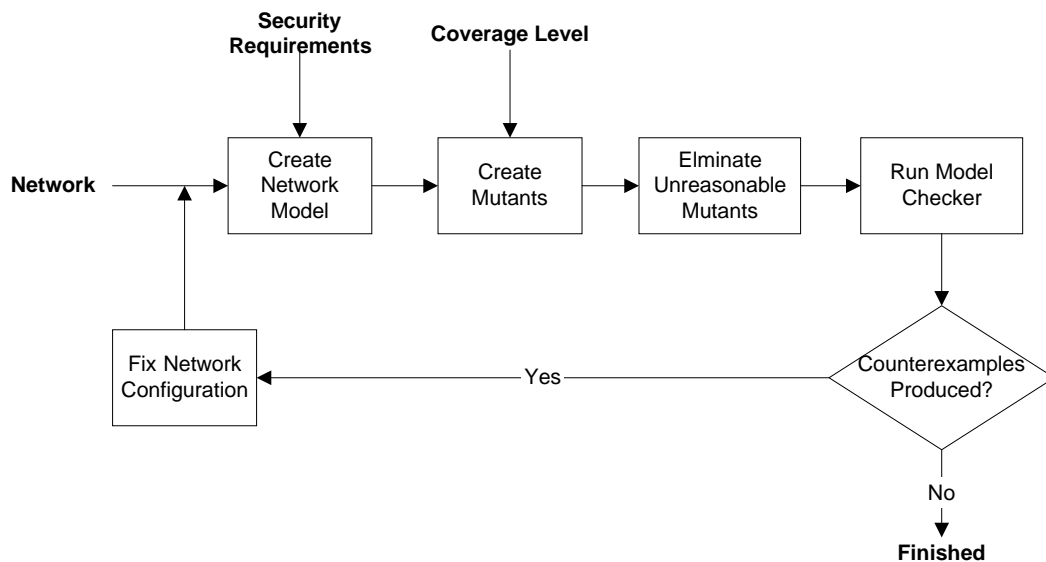 Security
Requirements
Coverage Level
Network
Create
Network
Model
Create
Mutants
Elminate
Unreasonable
Mutants
Run Model
Checker
Fix Network
Configuration
Yes
Counterexamples
Produced?
No
Finished